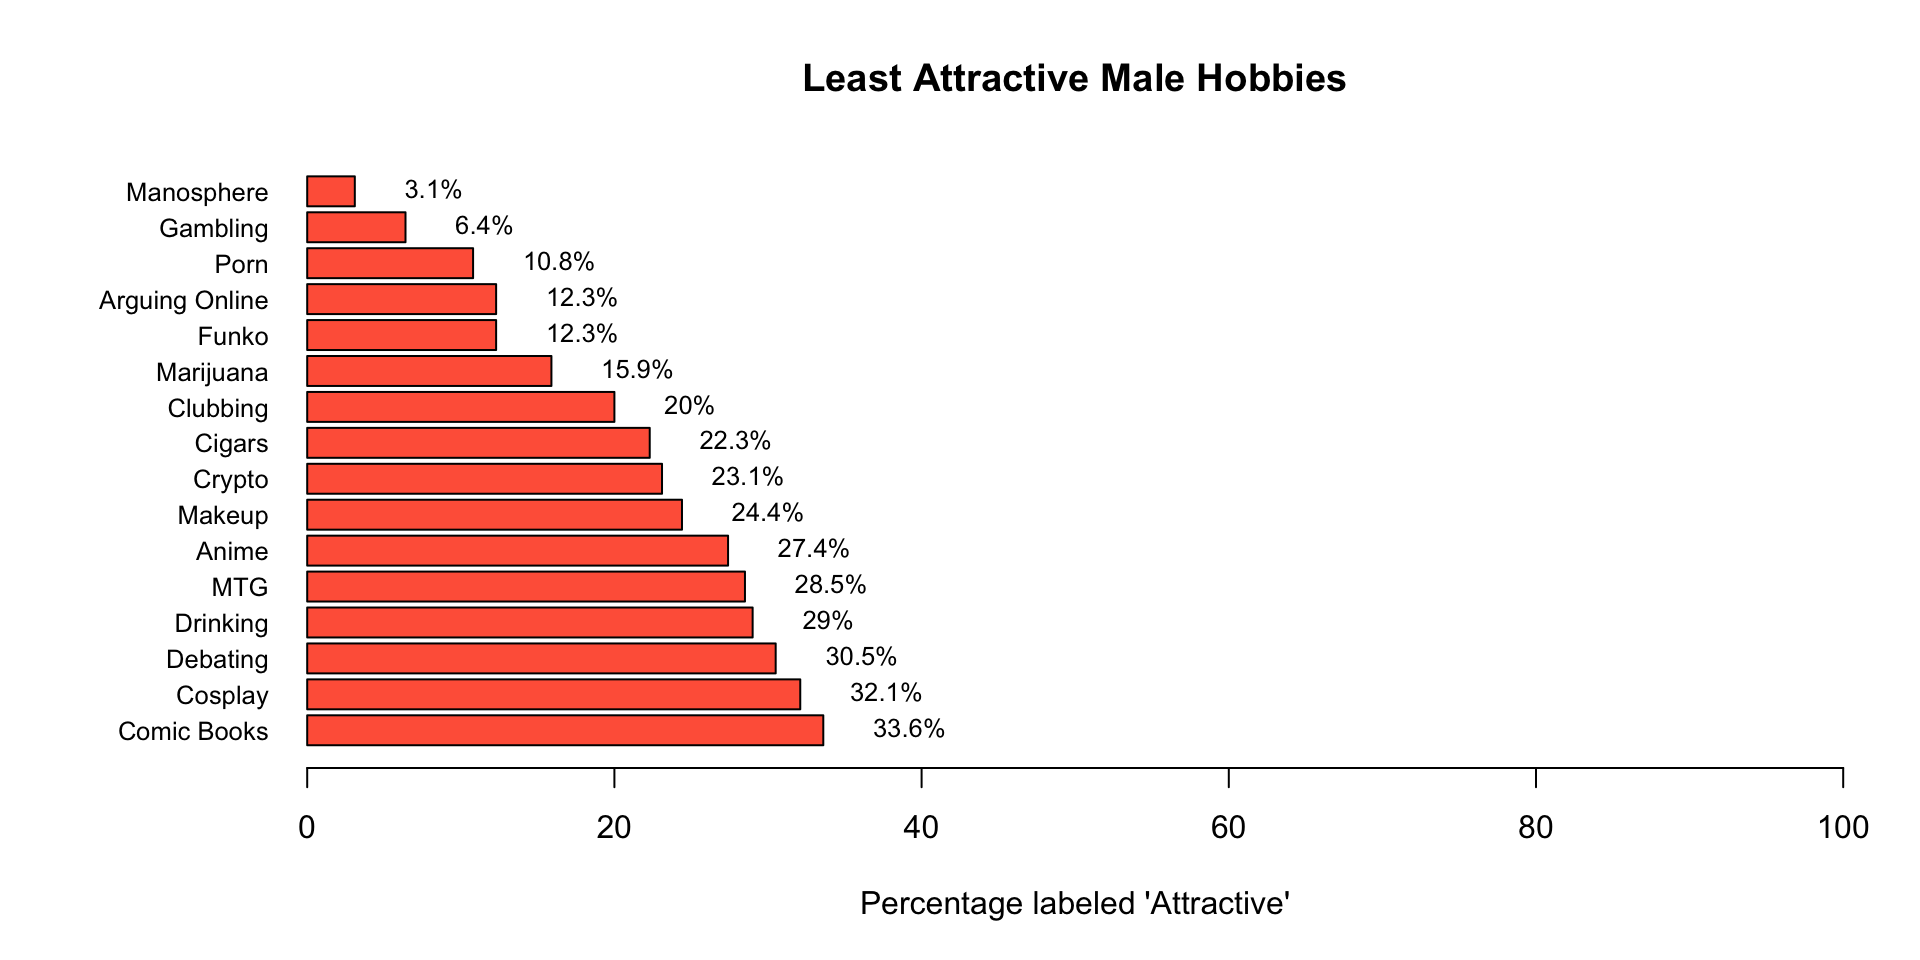 Least Attractive Male Hobbies
Manosphere 3.1%
Gambling 6.4%
Porn 10.8%
Arguing Online 12.3%
Funko 12.3%
Marijuana 15.9%
Clubbing 20%
Cigars 22.3%
Crypto 23.1%
Makeup 24.4%
Anime 27.4%
MTG 28.5%
Drinking 29%
Debating 30.5%
Cosplay 32.1%
Comic Books 33.6%
0 20 40 60 80 100
Percentage labeled 'Attractive'